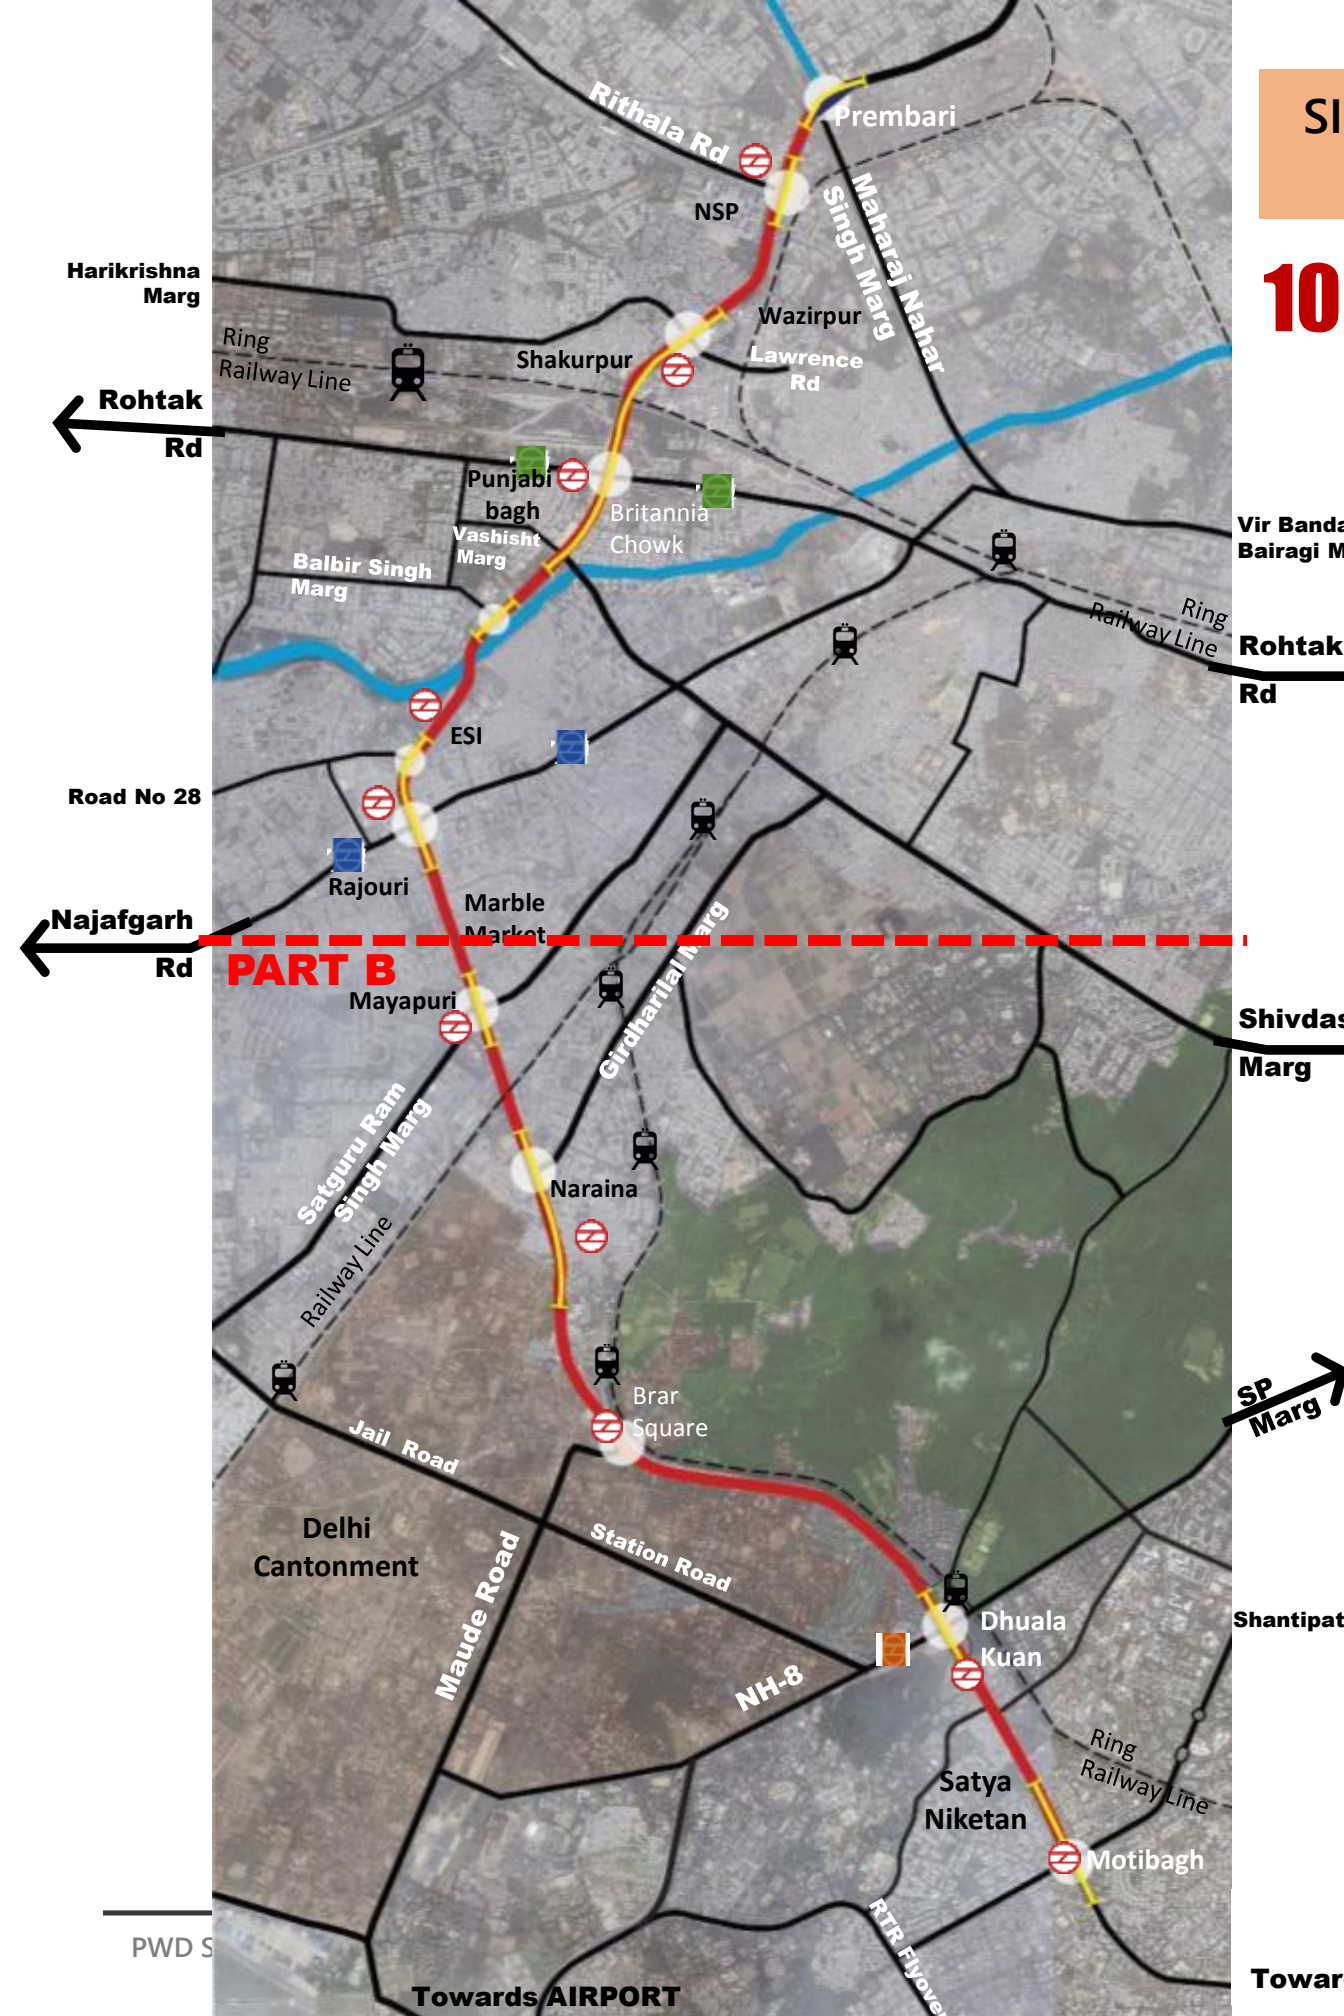 Prembari
SI
Rithala Rd
NSP
Maharaj Nahar
Singh Marg
10
Harikrishna
Marg
Wazirpur
Ring
Railway Line
Shakurpur
Lawrence
Rd
Rohtak
Rd
Punjabi
bagh
Britannia
Chowk
Vashisht
Marg
Vir Banda
Bairagi M
Balbir Singh
Marg
Ring
Railway Line
Rohtak
Rd
ESI
Road No 28
Rajouri
Marble
Market
Najafgarh
Rd
PART B
Girdharilal Marg
Mayapuri
Shivdas
Marg
Satguru Ram
Singh Marg
Naraina
Railway Line
Brar
Square
SP
Marg
Jail Road
Delhi
Cantonment
Station Road
Maude Road
Dhuala
Kuan
Shantipat
NH-8
Ring
Railway Line
Satya
Niketan
Motibagh
RTR Flyover
PWD S
Towards AIRPORT
Towar